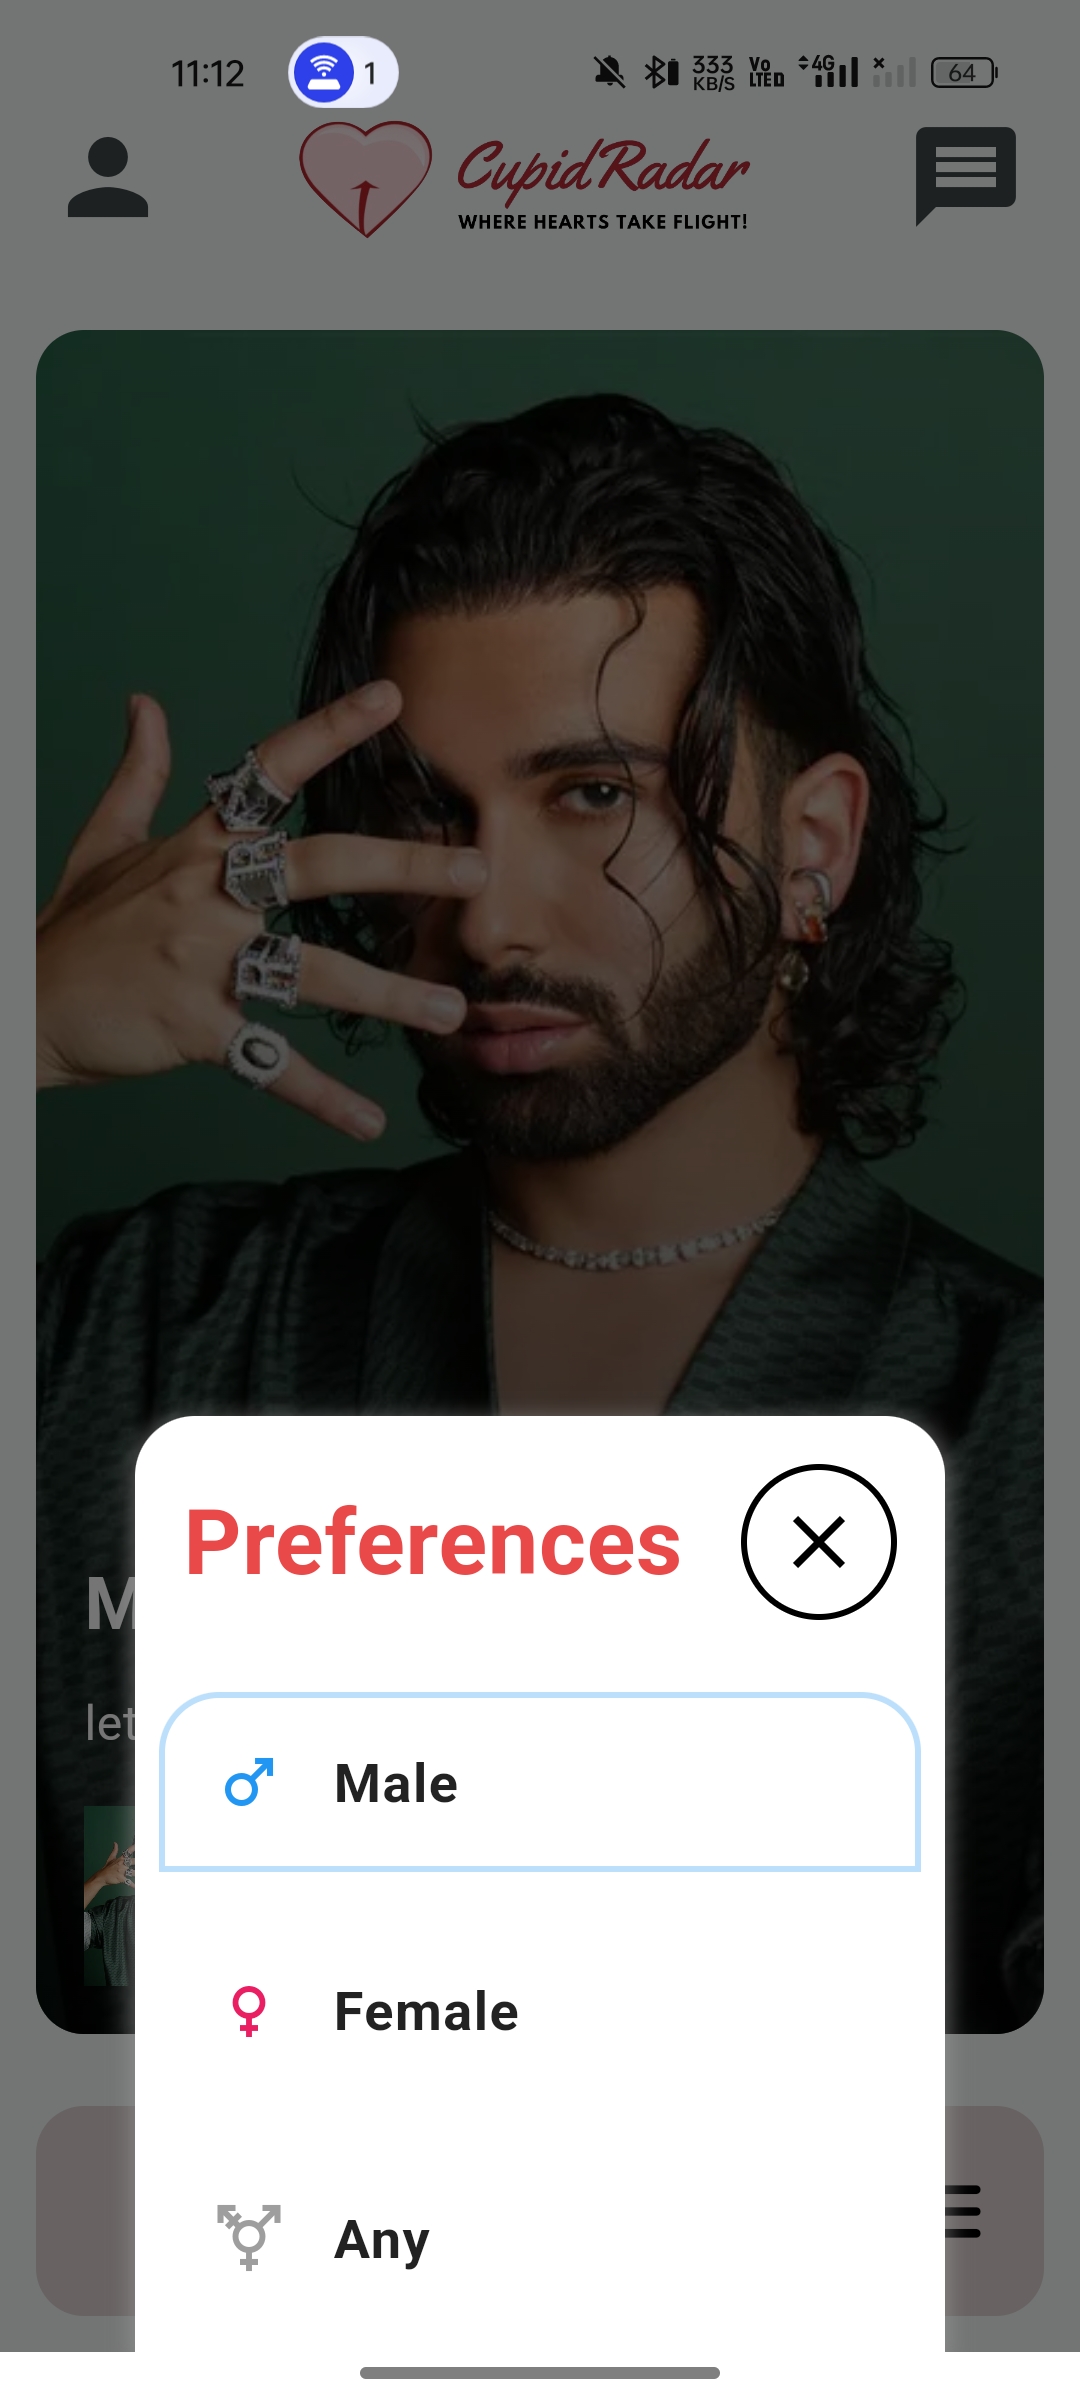 11:12
1
333
KB/S
Vo
LTE D
4G
64
CupidRadar
WHERE HEARTS TAKE FLIGHT!
Preferences
M
let
Male
Female
Any